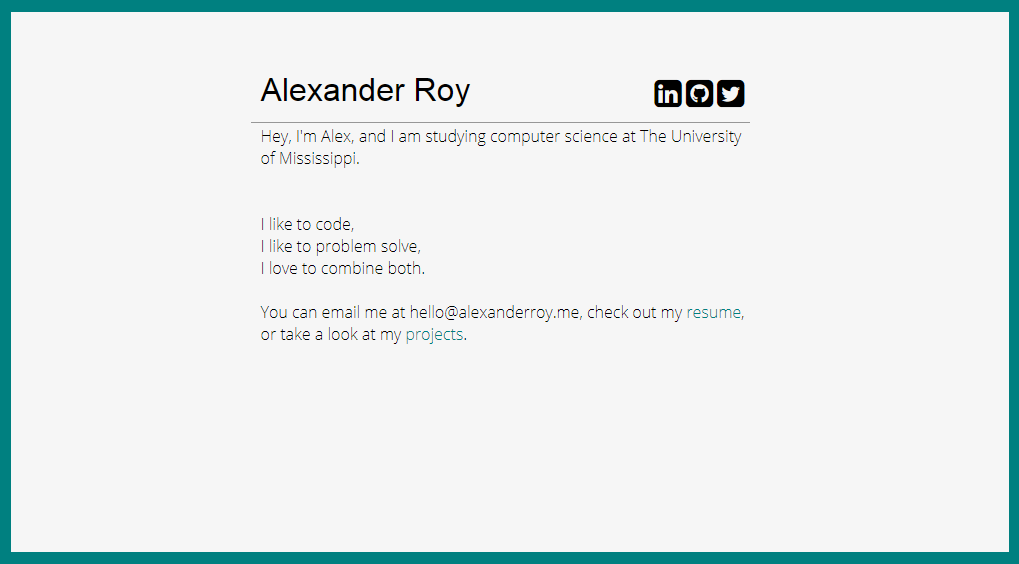 Alexander Roy
in
Hey, I'm Alex, and I am studying computer science at The University
of Mississippi.
I like to code,
I like to problem solve,
I love to combine both.
You can email me at hello@alexanderroy.me, check out my resume,
or take a look at my projects.